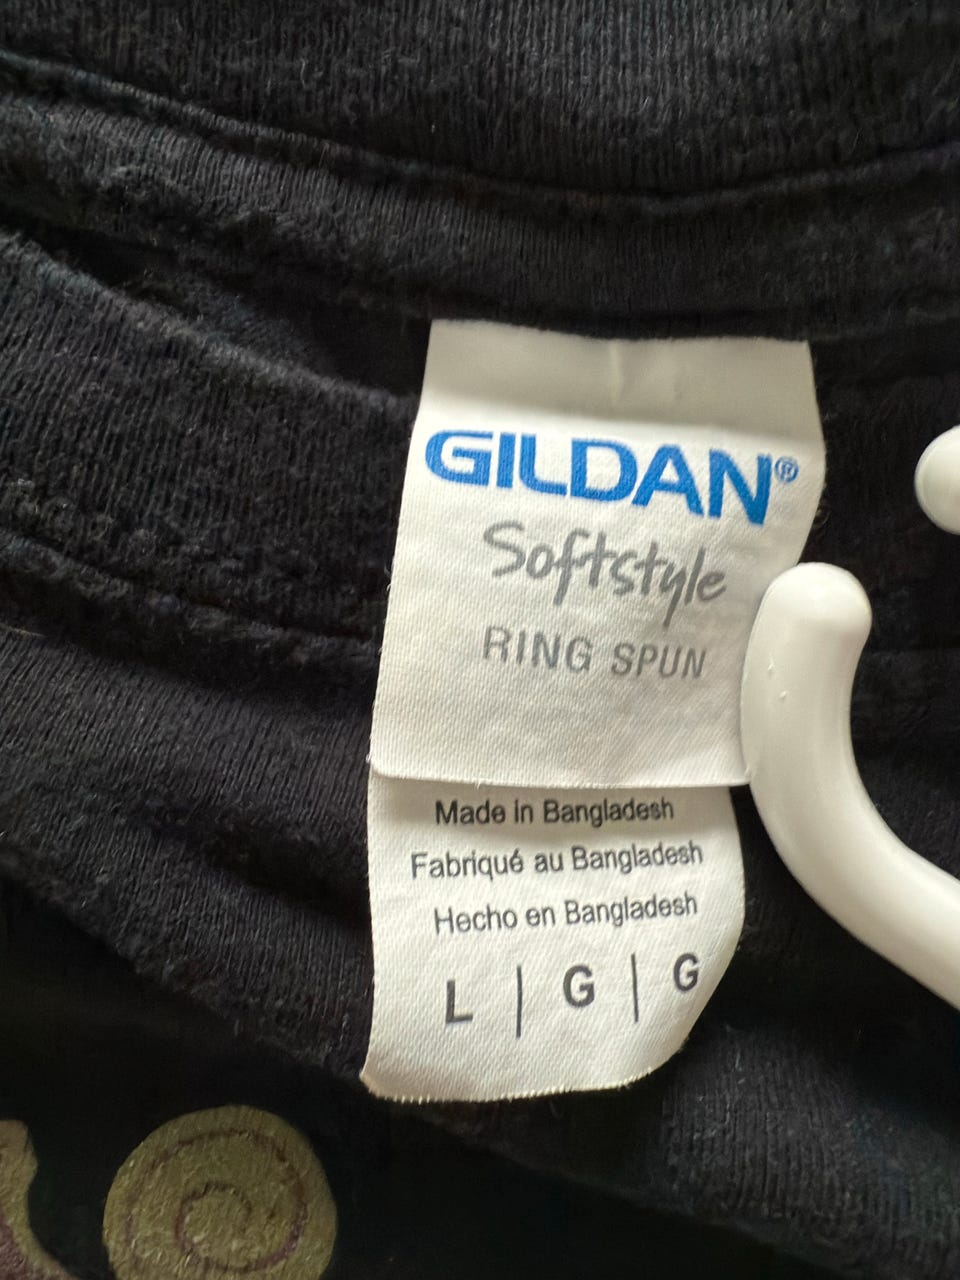 GILDAN®
Softstyle
RING SPUN
Made in Bangladesh
Fabriqué au Bangladesh
Hecho en Bangladesh
L | G | G